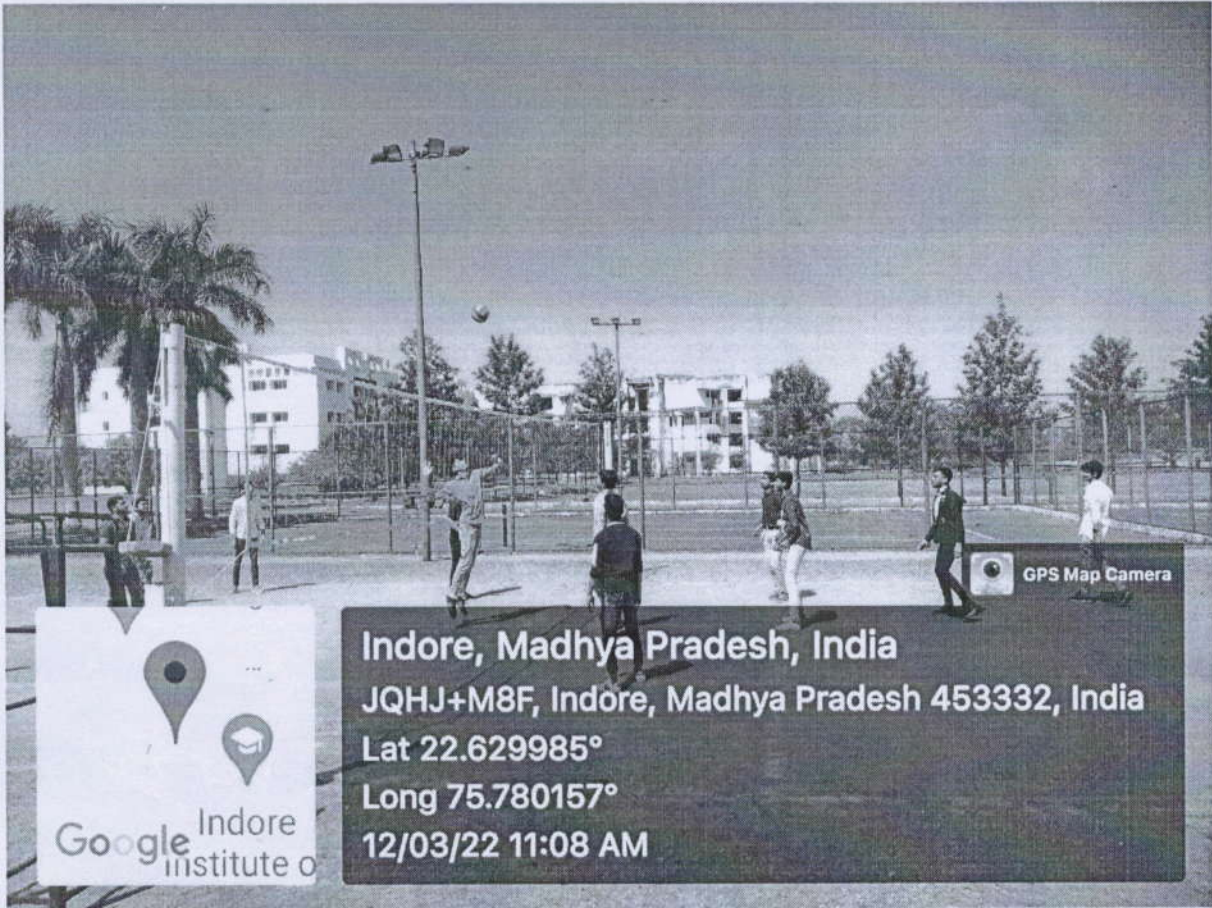 GPS Map Camera
Indore, Madhya Pradesh, India
JQHJ+M8F, Indore, Madhya Pradesh 453332, India
Lat 22.629985°
Long 75.780157°
12/03/22 11:08 AM
Google
Indore
institute o